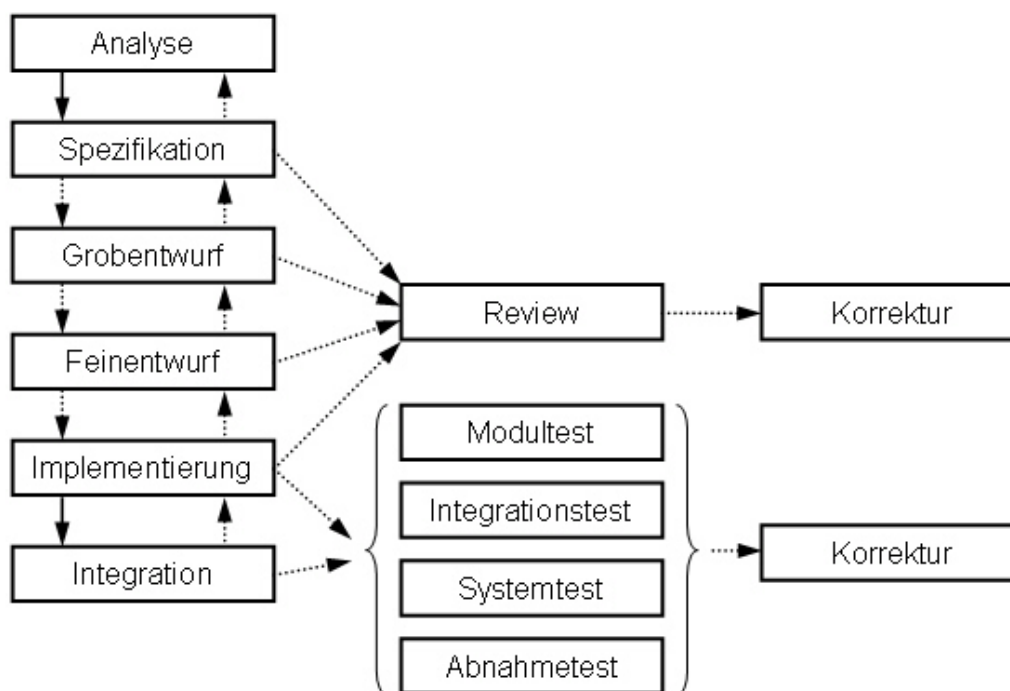 Analyse
Spezifikation
Grobentwurf
Feinentwurf
Implementierung
Integration
Review
Korrektur
Modultest
Integrationstest
Systemtest
Abnahmetest
Korrektur